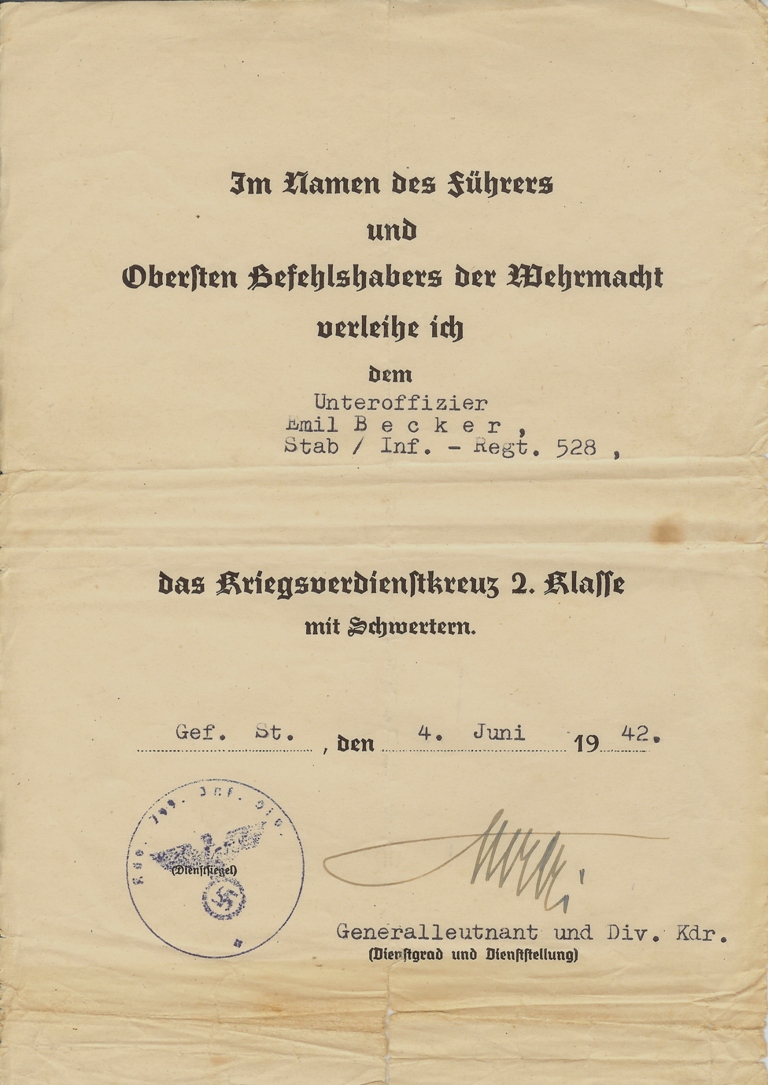 Im Namen des Führers
und
Obersten Befehlshabers der Wehrmacht
verleihe ich
dem
Unteroffizier
Emil B e c k e r ,
Stab / Inf. - Regt. 528 ,
das Kriegsverdienstkreuz 2. Klasse
mit Schwertern.
Gef. St. , den 4. Juni 1942.
Inf. Div.
(Dienstsiegel)
Generalleutnant und Div. Kdr.
(Dienstgrad und Dienststellung)